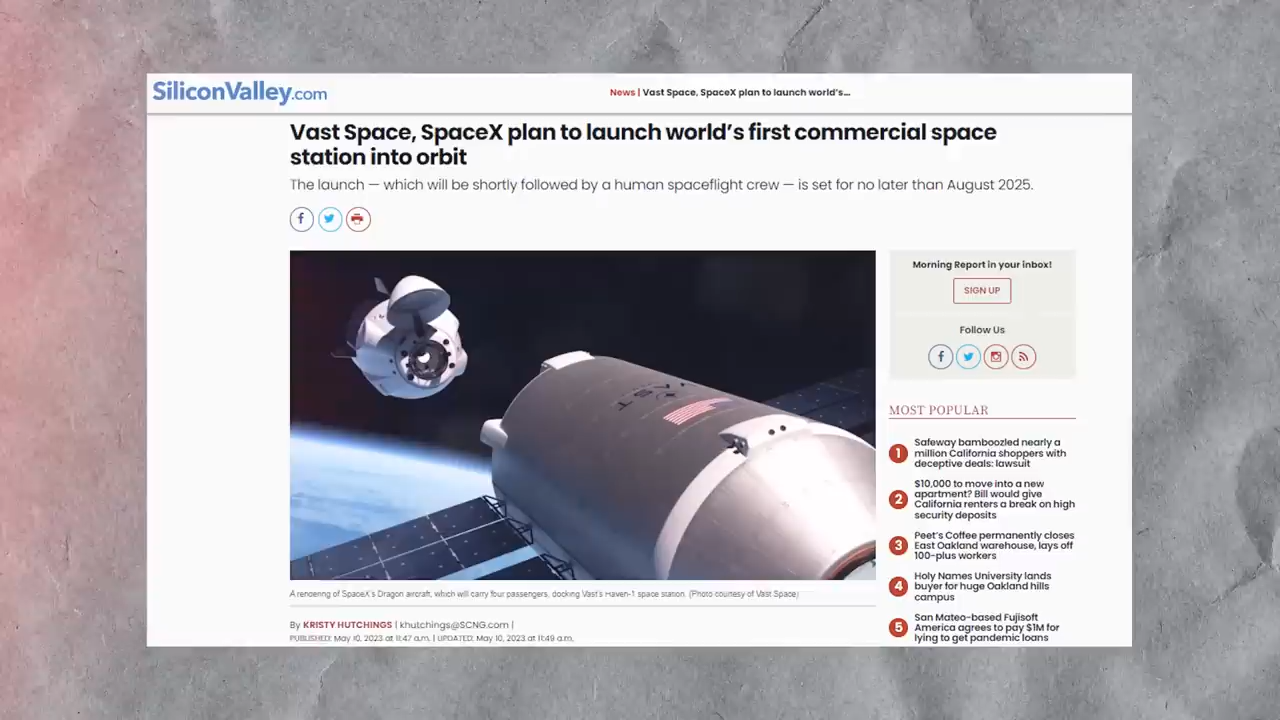 SiliconValley.com
News | Vast Space, SpaceX plan to launch world's...
Vast Space, SpaceX plan to launch world's first commercial space
station into orbit
The launch — which will be shortly followed by a human spaceflight crew — is set for no later than August 2025.
VAST
A rendering of SpaceX's Dragon aircraft, which will carry four passengers, docking Vast's Haven-1 space station. (Photo courtesy of Vast Space)
By KRISTY HUTCHINGS | khutchings@SCNG.com |
PUBLISHED: May 10, 2023 at 11:47 a.m. | UPDATED: May 10, 2023 at 11:49 a.m.
Morning Report in your inbox!
SIGN UP
Follow Us
MOST POPULAR
1 Safeway bamboozled nearly a
million California shoppers with
deceptive deals: lawsuit
2 $10,000 to move into a new
apartment? Bill would give
California renters a break on high
security deposits
3 Peet's Coffee permanently closes
East Oakland warehouse, lays off
100-plus workers
4 Holy Names University lands
buyer for huge Oakland hills
campus
5 San Mateo-based Fujisoft
America agrees to pay $1M for
lying to get pandemic loans